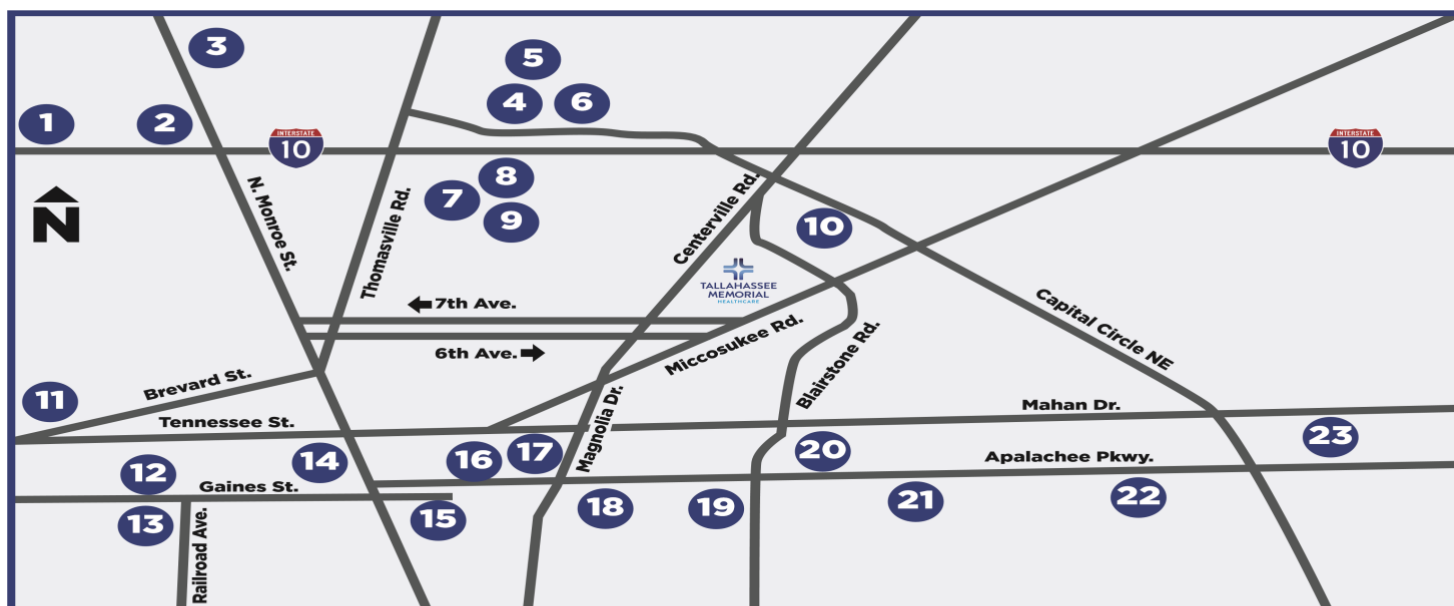 3
5
4
6
1
2
INTERSTATE
10
INTERSTATE
10
N
N. Monroe St.
Thomasville Rd.
7
8
9
Centerville Rd.
10
TALLAHASSEE
MEMORIAL
HEALTHCARE
7th Ave.
6th Ave.
Miccosukee Rd.
Blairstone Rd.
Capital Circle NE
Brevard St.
11
Tennessee St.
Magnolia Dr.
Mahan Dr.
12
14
16
17
20
23
Apalachee Pkwy.
Gaines St.
13
Railroad Ave.
15
18
19
21
22